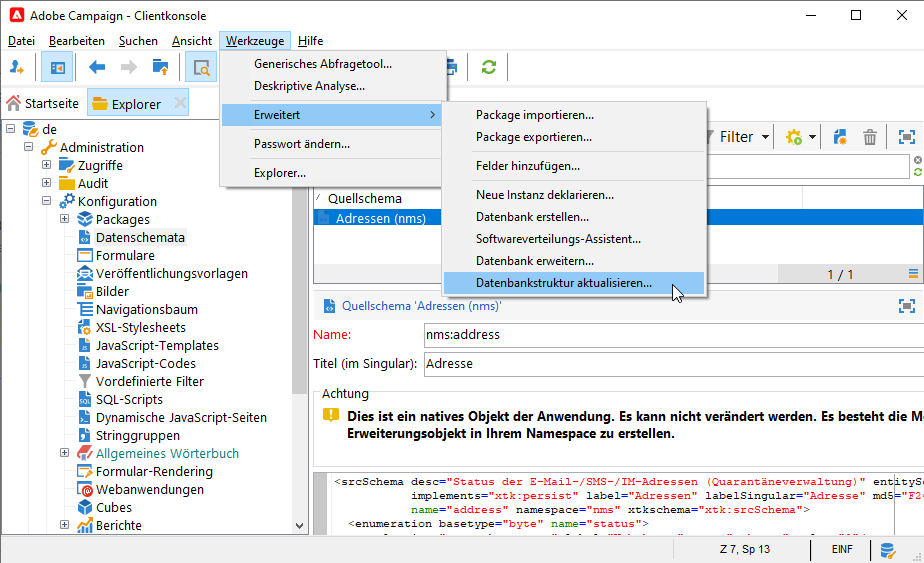 Adobe Campaign - Clientkonsole
Datei Bearbeiten Suchen Ansicht Werkzeuge Hilfe
Generisches Abfragetool...
Deskriptive Analyse...
Erweitert
Passwort ändern...
Explorer...
Package importieren...
Package exportieren...
Felder hinzufügen...
Neue Instanz deklarieren...
Datenbank erstellen...
Softwareverteilungs-Assistent...
Datenbank erweitern...
Datenbankstruktur aktualisieren...
Startseite Explorer
Filter
de
Administration
Zugriffe
Audit
Konfiguration
Packages
Datenschemata
Formulare
Veröffentlichungsvorlagen
Bilder
Navigationsbaum
XSL-Stylesheets
JavaScript-Templates
JavaScript-Codes
Vordefinierte Filter
SQL-Scripts
Dynamische JavaScript-Seiten
Stringgruppen
Allgemeines Wörterbuch
Formular-Rendering
Webanwendungen
Cubes
Berichte
Quellschema
Adressen (nms)
1 / 1
Quellschema 'Adressen (nms)'
Name: nms:address
Titel (im Singular): Adresse
Achtung
Dies ist ein natives Objekt der Anwendung. Es kann nicht verändert werden. Es besteht die
Erweiterungsobjekt in Ihrem Namespace zu erstellen.
<srcSchema desc="Status der E-Mail-/SMS-/IM-Adressen (Quarantäneverwaltung)"
implements="xtk:persist" label="Adressen" labelSingular="Adresse"
name="address" namespace="nms" xtkschema="xtk:srcSchema">
<enumeration basetype="byte" name="status">
Z 7, Sp 13 EINF